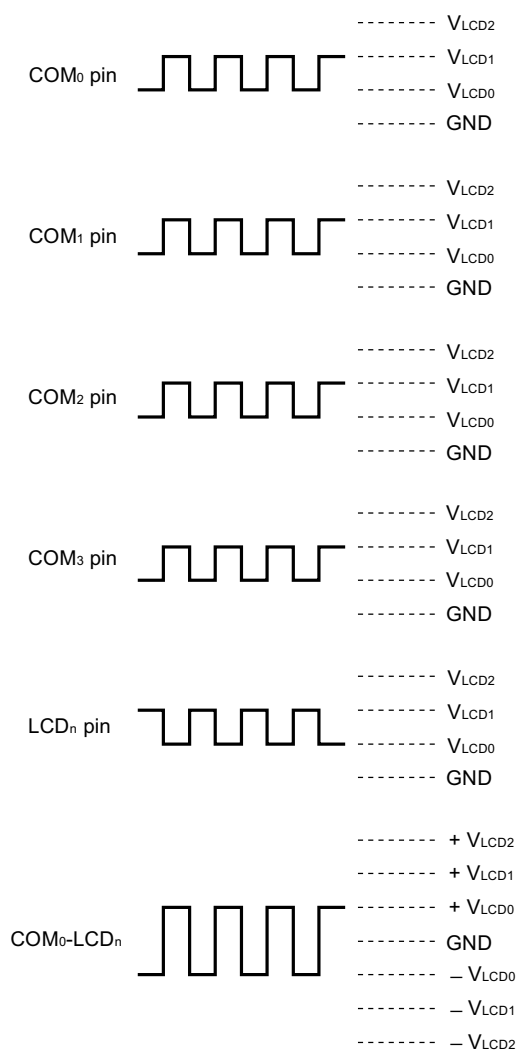 VLCD2
COM₀ pin
VLCD1
VLCD0
GND
VLCD2
COM₁ pin
VLCD1
VLCD0
GND
VLCD2
COM₂ pin
VLCD1
VLCD0
GND
VLCD2
COM₃ pin
VLCD1
VLCD0
GND
VLCD2
LCDₙ pin
VLCD1
VLCD0
GND
+ VLCD2
+ VLCD1
+ VLCD0
COM₀-LCDₙ
GND
– VLCD0
– VLCD1
– VLCD2